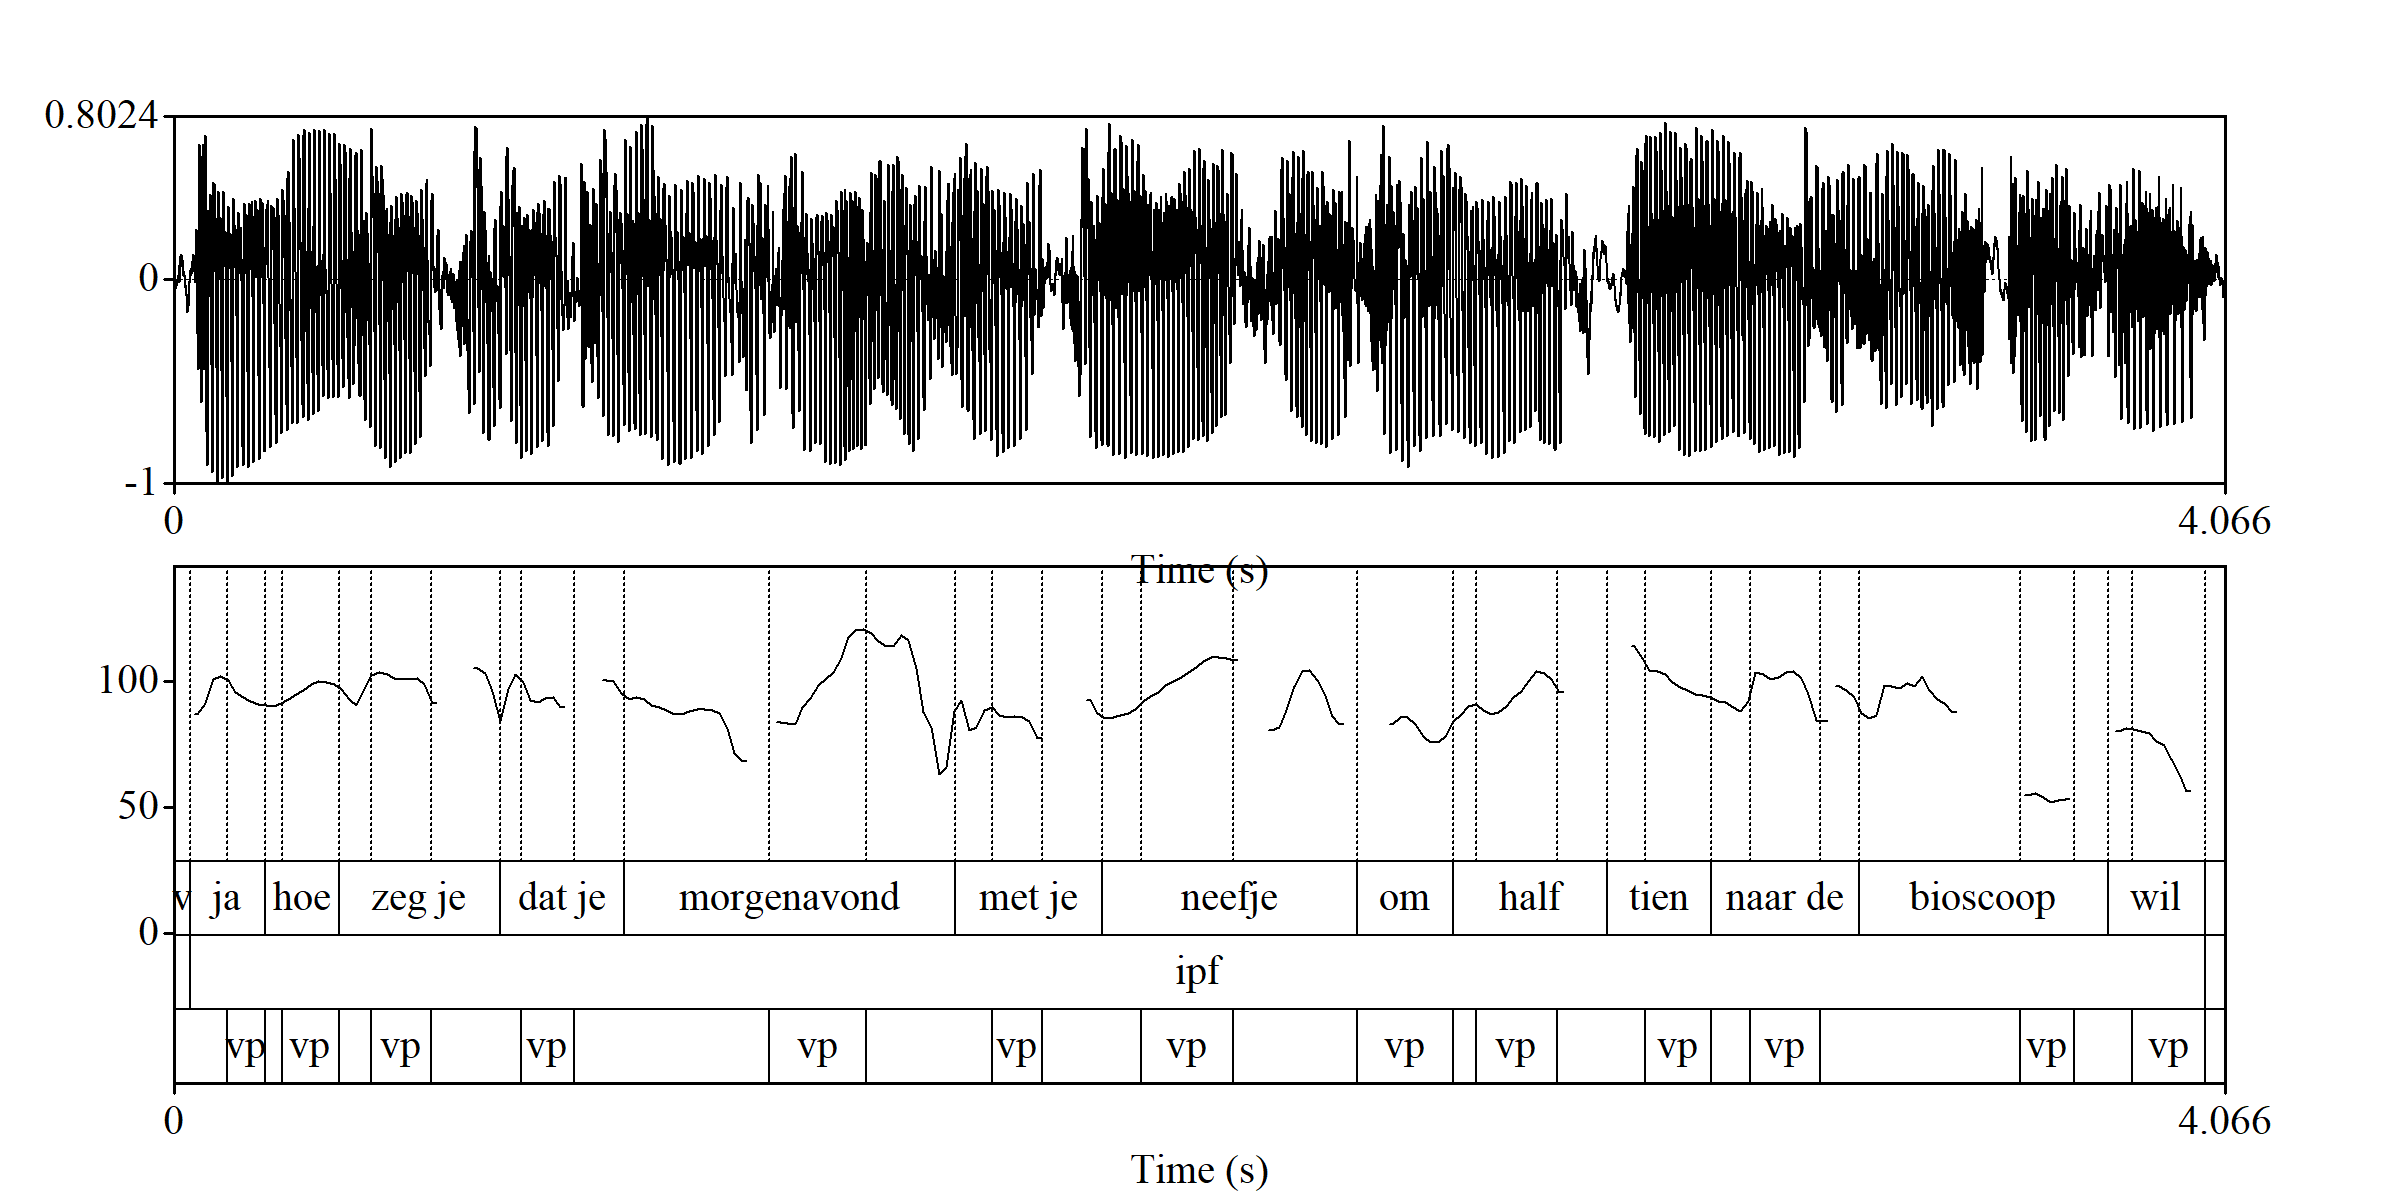 0.8024
0
-1
0 4.066
Time (s)
100
50
0
v ja hoe zeg je dat je morgenavond met je neefje om half tien naar de bioscoop wil
ipf
vp vp vp vp vp vp vp vp vp vp vp vp vp
0 4.066
Time (s)